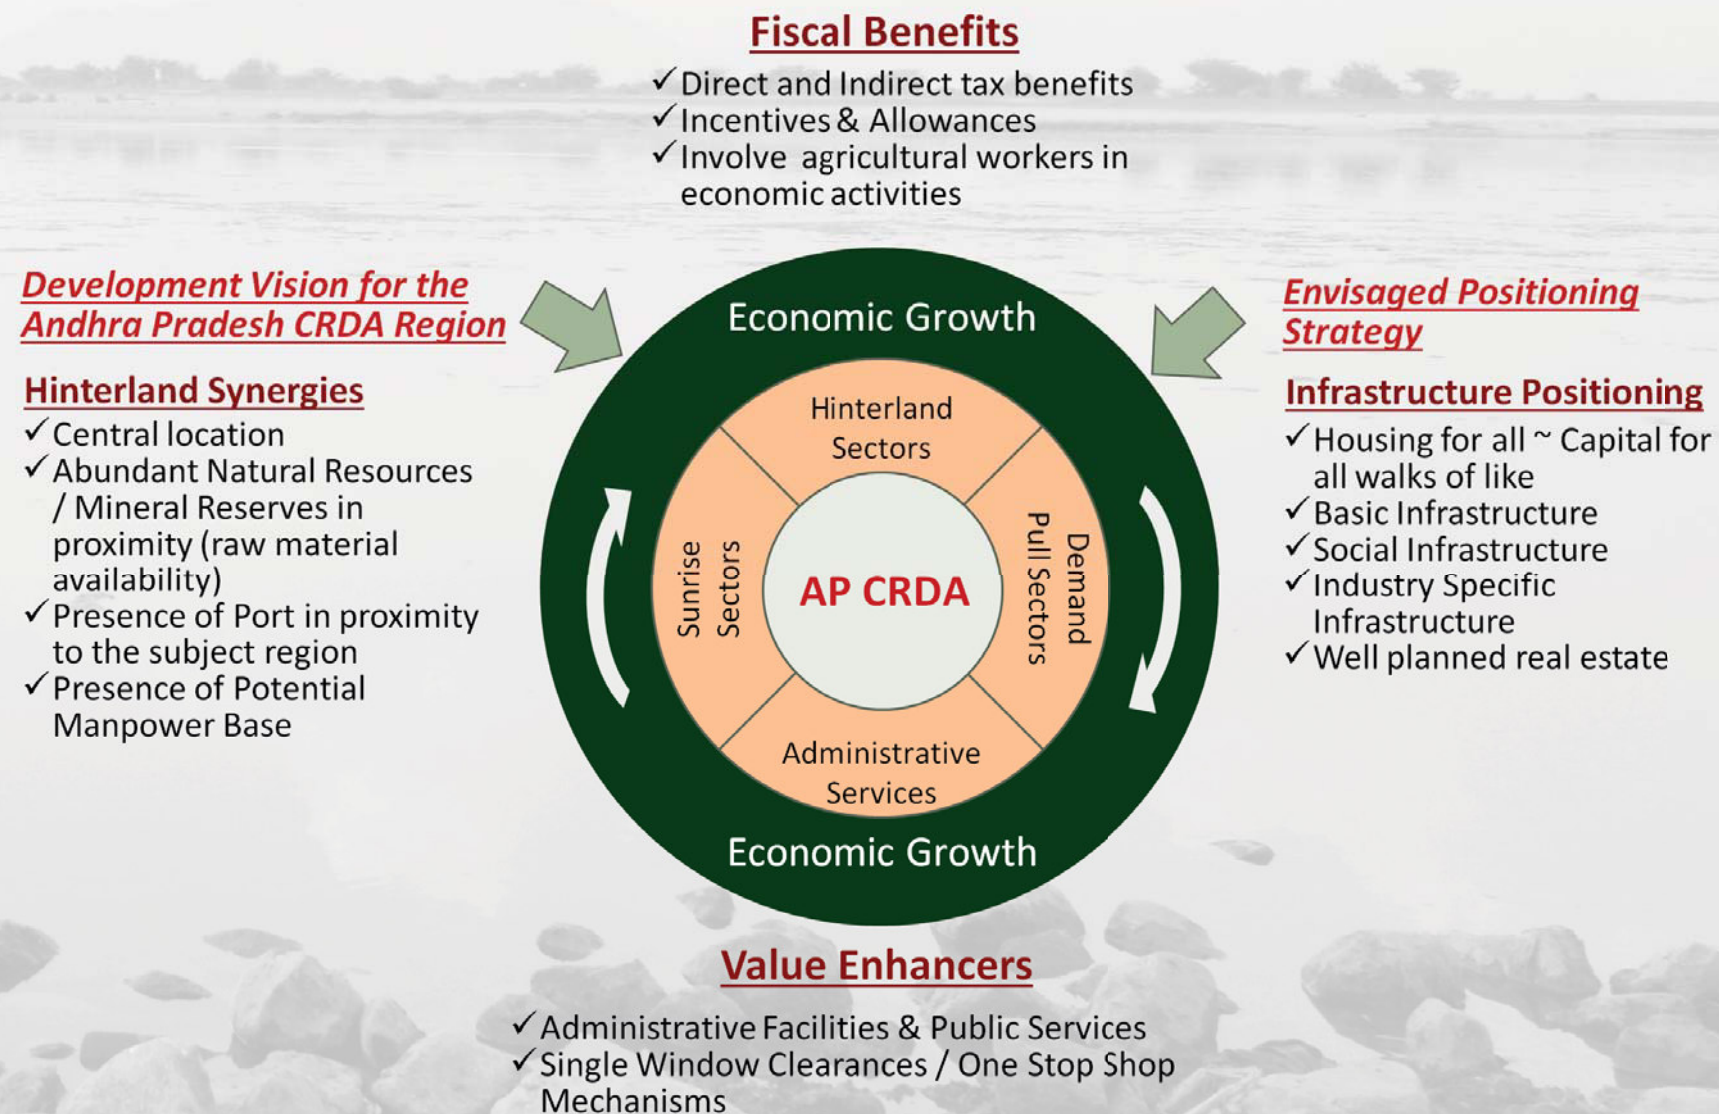 Fiscal Benefits
✓Direct and Indirect tax benefits
✓Incentives & Allowances
✓Involve agricultural workers in
economic activities
Development Vision for the
Andhra Pradesh CRDA Region
Hinterland Synergies
✓Central location
✓Abundant Natural Resources
/ Mineral Reserves in
proximity (raw material
availability)
✓Presence of Port in proximity
to the subject region
✓Presence of Potential
Manpower Base
Economic Growth
Hinterland
Sectors
Sunrise
Sectors
AP CRDA
Demand
Pull Sectors
Administrative
Services
Economic Growth
Envisaged Positioning
Strategy
Infrastructure Positioning
✓Housing for all ~ Capital for
all walks of like
✓Basic Infrastructure
✓Social Infrastructure
✓Industry Specific
Infrastructure
✓Well planned real estate
Value Enhancers
✓Administrative Facilities & Public Services
✓Single Window Clearances / One Stop Shop
Mechanisms